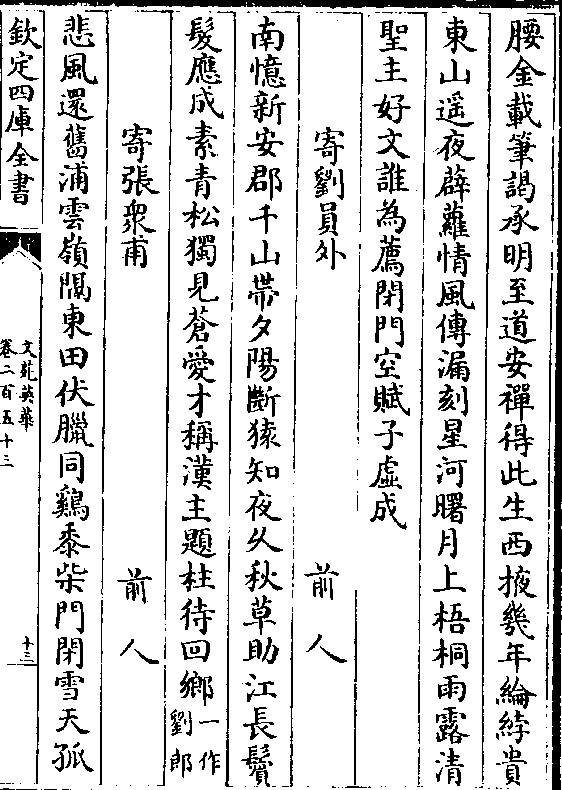 腰金載筆謁承明至道安禪得此生西掖幾年綸綍貴
東山遥夜薜蘿情風傳漏刻星河曙月上梧桐雨露清
聖主好文誰為薦閉門空賦子虛成
寄劉員外 前人
南憶新安郡千山帶夕陽斷猿知夜乆秋草助江長鬢
髮應成素青松獨見蒼愛才稱漢主題柱待回鄉一作劉郎
寄張衆甫 前人
悲風還舊浦雲嶺隔東田伏臘同鷄黍柴門閉雪天孤
欽定四庫全書
文苑英華
卷二百五十三
十三